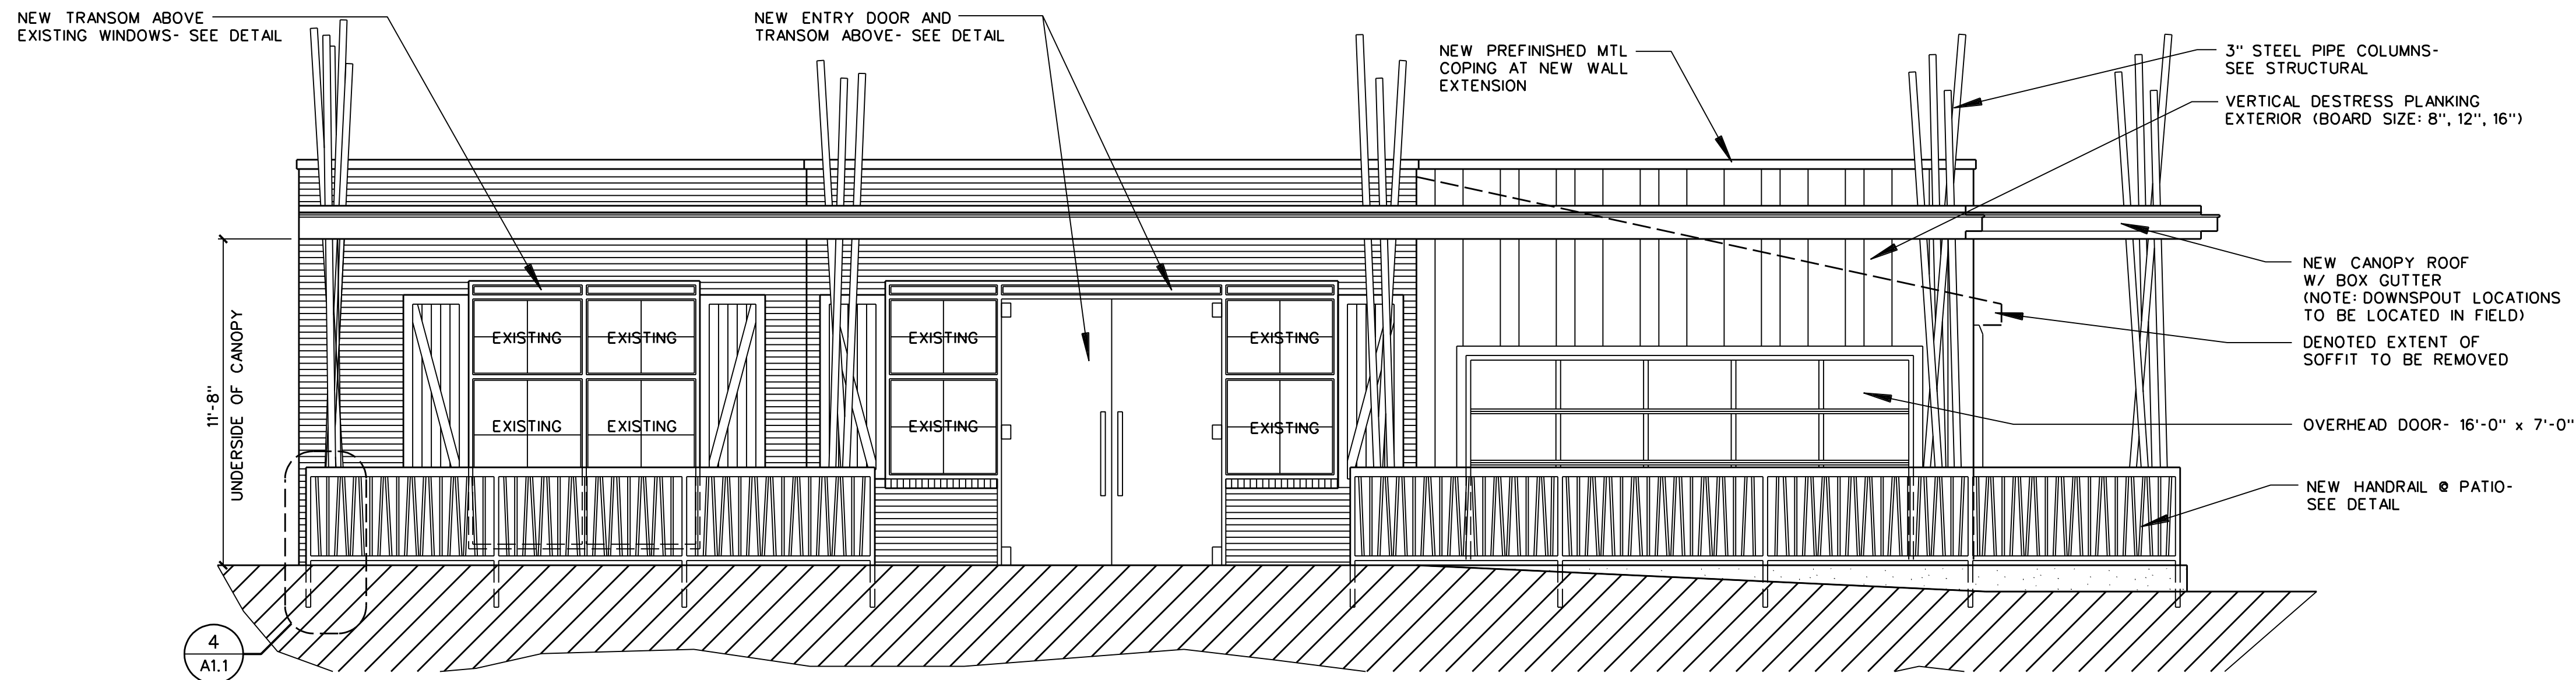 NEW TRANSOM ABOVE
EXISTING WINDOWS- SEE DETAIL
NEW ENTRY DOOR AND
TRANSOM ABOVE- SEE DETAIL
NEW PREFINISHED MTL
COPING AT NEW WALL
EXTENSION
3" STEEL PIPE COLUMNS-
SEE STRUCTURAL
VERTICAL DESTRESS PLANKING
EXTERIOR (BOARD SIZE: 8", 12", 16")
NEW CANOPY ROOF
W/ BOX GUTTER
(NOTE: DOWNSPOUT LOCATIONS
TO BE LOCATED IN FIELD)
DENOTED EXTENT OF
SOFFIT TO BE REMOVED
OVERHEAD DOOR- 16'-0" x 7'-0"
NEW HANDRAIL @ PATIO-
SEE DETAIL
11'-8"
UNDERSIDE OF CANOPY
EXISTING EXISTING EXISTING EXISTING
EXISTING EXISTING EXISTING EXISTING
4
A1.1